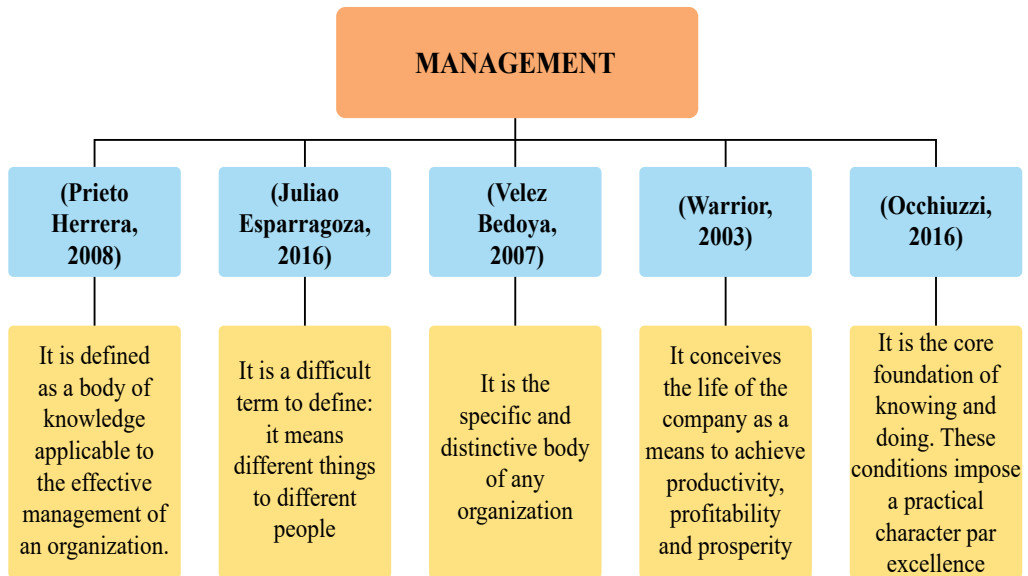 MANAGEMENT
(Prieto
Herrera,
2008)
(Juliao
Esparragoza,
2016)
(Velez
Bedoya,
2007)
(Warrior,
2003)
(Occhiuzzi,
2016)
It is defined
as a body of
knowledge
applicable to
the effective
management of
an organization.
It is a difficult
term to define:
it means
different things
to different
people
It is the
specific and
distinctive body
of any
organization
It conceives
the life of the
company as a
means to achieve
productivity,
profitability
and prosperity
It is the core
foundation of
knowing and
doing. These
conditions impose
a practical
character par
excellence